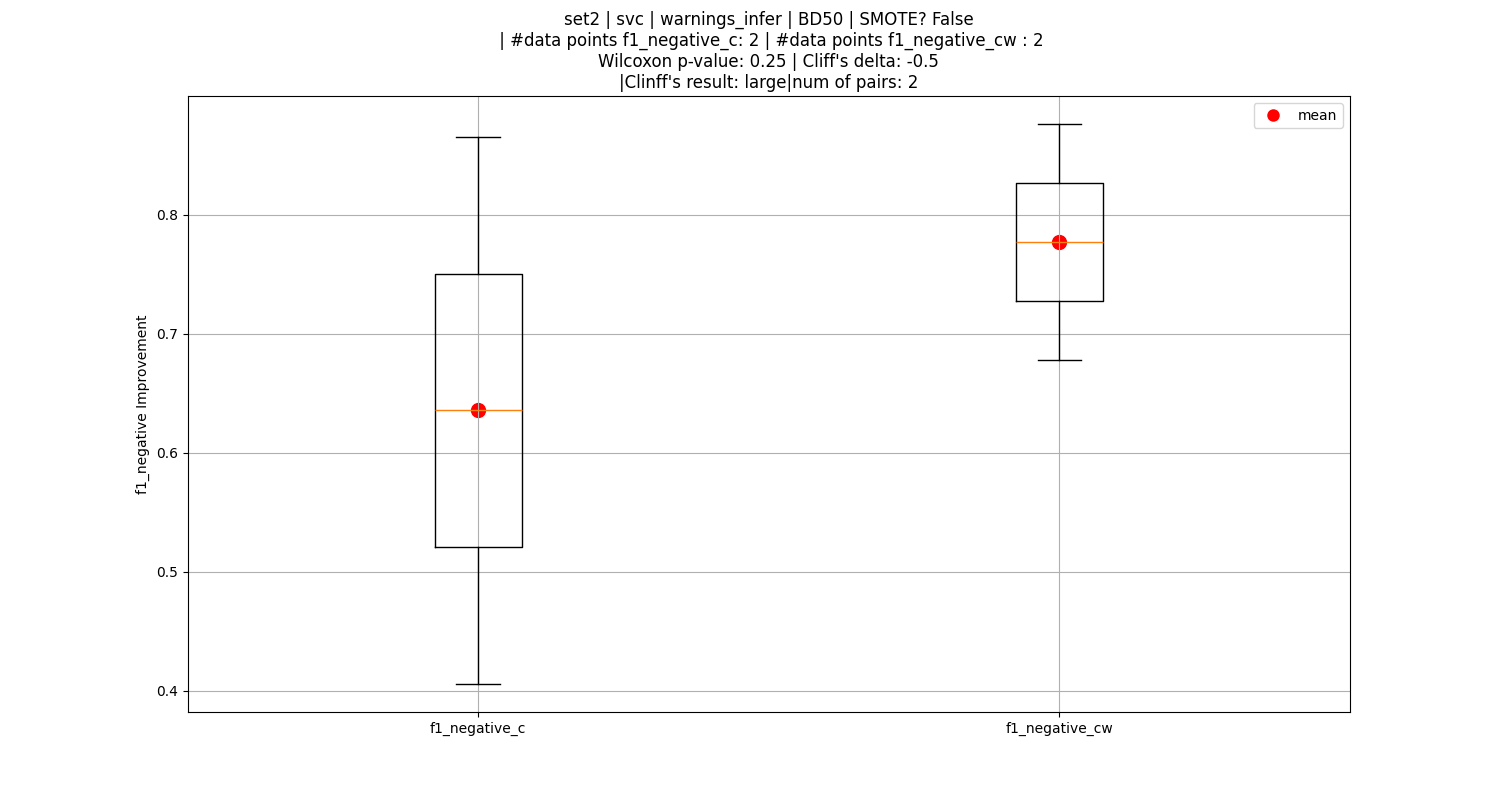 set2 | svc | warnings_infer | BD50 | SMOTE? False
| #data points f1_negative_c: 2 | #data points f1_negative_cw : 2
Wilcoxon p-value: 0.25 | Cliff's delta: -0.5
|Clinff's result: large|num of pairs: 2
mean
f1_negative Improvement
0.8
0.7
0.6
0.5
0.4
f1_negative_c
f1_negative_cw